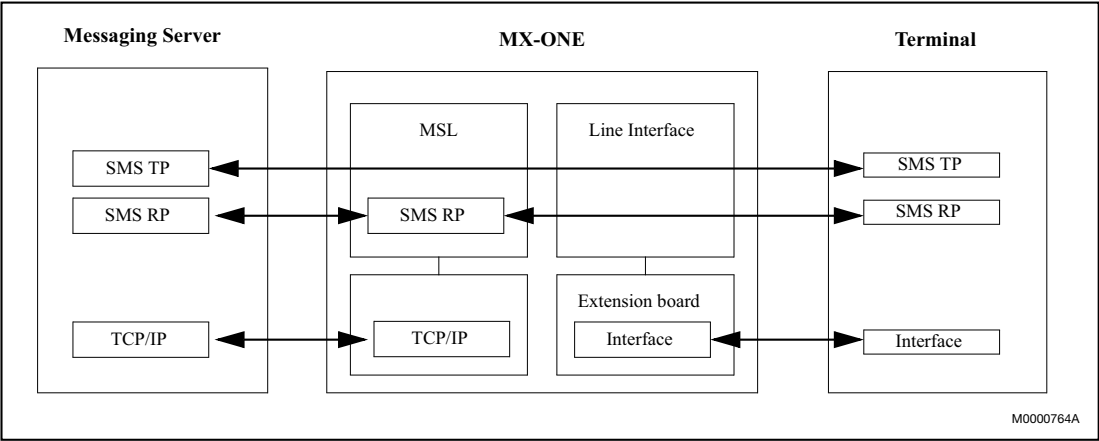 Messaging Server
MX-ONE
Terminal
MSL
Line Interface
SMS TP
SMS TP
SMS RP
SMS RP
SMS RP
Extension board
TCP/IP
TCP/IP
Interface
Interface
M0000764A